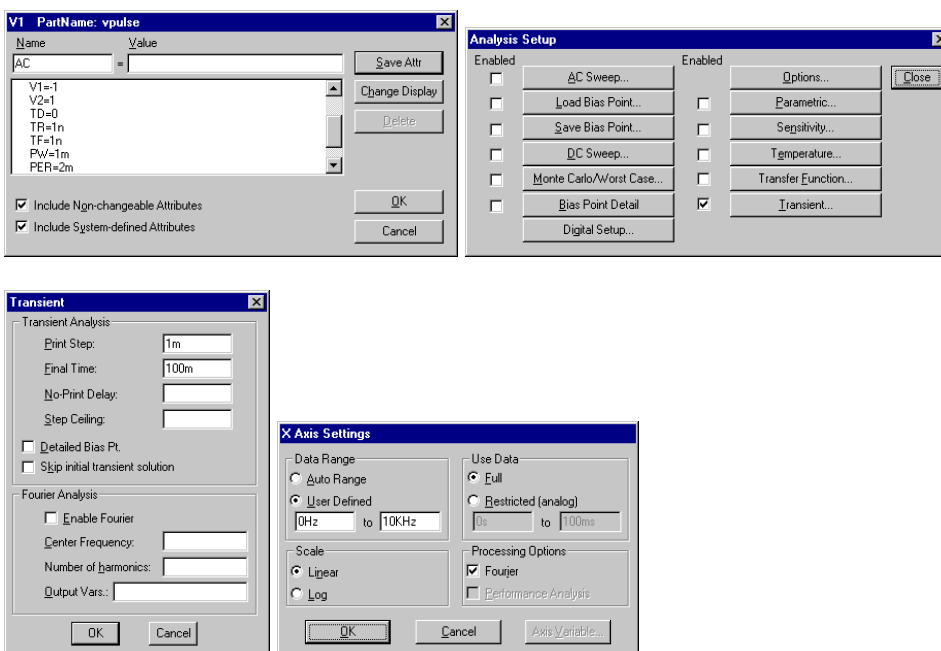 V1 PartName: vpulse
Name Value
AC =
Save Attr
V1=-1
V2=1
TD=0
TR=1n
TF=1n
PW=1m
PER=2m
Change Display
Delete
Include Non-changeable Attributes
Include System-defined Attributes
OK
Cancel
Analysis Setup
Enabled Enabled
AC Sweep... Options... Close
Load Bias Point... Parametric...
Save Bias Point... Sensitivity...
DC Sweep... Temperature...
Monte Carlo/Worst Case... Transfer Function...
Bias Point Detail Transient...
Digital Setup...
Transient
Transient Analysis
Print Step: 1m
Final Time: 100m
No-Print Delay:
Step Ceiling:
Detailed Bias Pt.
Skip initial transient solution
Fourier Analysis
Enable Fourier
Center Frequency:
Number of harmonics:
Output Vars.:
OK Cancel
X Axis Settings
Data Range
Auto Range
User Defined
0Hz to 10KHz
Use Data
Full
Restricted (analog)
0s to 100ms
Scale
Linear
Log
Processing Options
Fourier
Performance Analysis
OK Cancel Axis Variable...